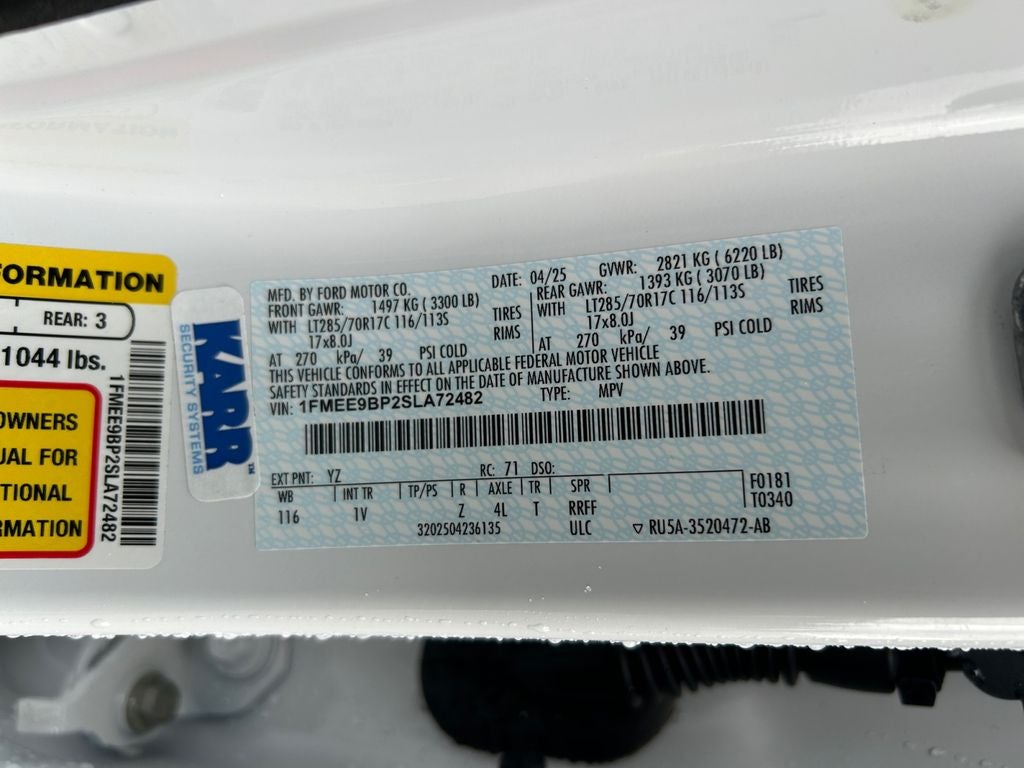 FORMATION
REAR: 3
1044 lbs.
OWNERS
UAL FOR
TIONAL
RMATION
1FMEE9BP2SLA72482
KARR™
SECURITY SYSTEMS
MFD. BY FORD MOTOR CO. DATE: 04/25 GVWR: 2821 KG ( 6220 LB)
FRONT GAWR: 1497 KG ( 3300 LB) REAR GAWR: 1393 KG ( 3070 LB)
WITH LT285/70R17C 116/113S TIRES WITH LT285/70R17C 116/113S TIRES
17x8.0J RIMS 17x8.0J RIMS
AT 270 kPa/ 39 PSI COLD AT 270 kPa/ 39 PSI COLD
THIS VEHICLE CONFORMS TO ALL APPLICABLE FEDERAL MOTOR VEHICLE
SAFETY STANDARDS IN EFFECT ON THE DATE OF MANUFACTURE SHOWN ABOVE.
VIN: 1FMEE9BP2SLA72482 TYPE: MPV
EXT PNT: YZ RC: 71 DSO:
WB INT TR TP/PS R AXLE TR SPR F0181
116 1V Z 4L T RRFF T0340
3202504236135 ULC ▽ RU5A-3520472-AB